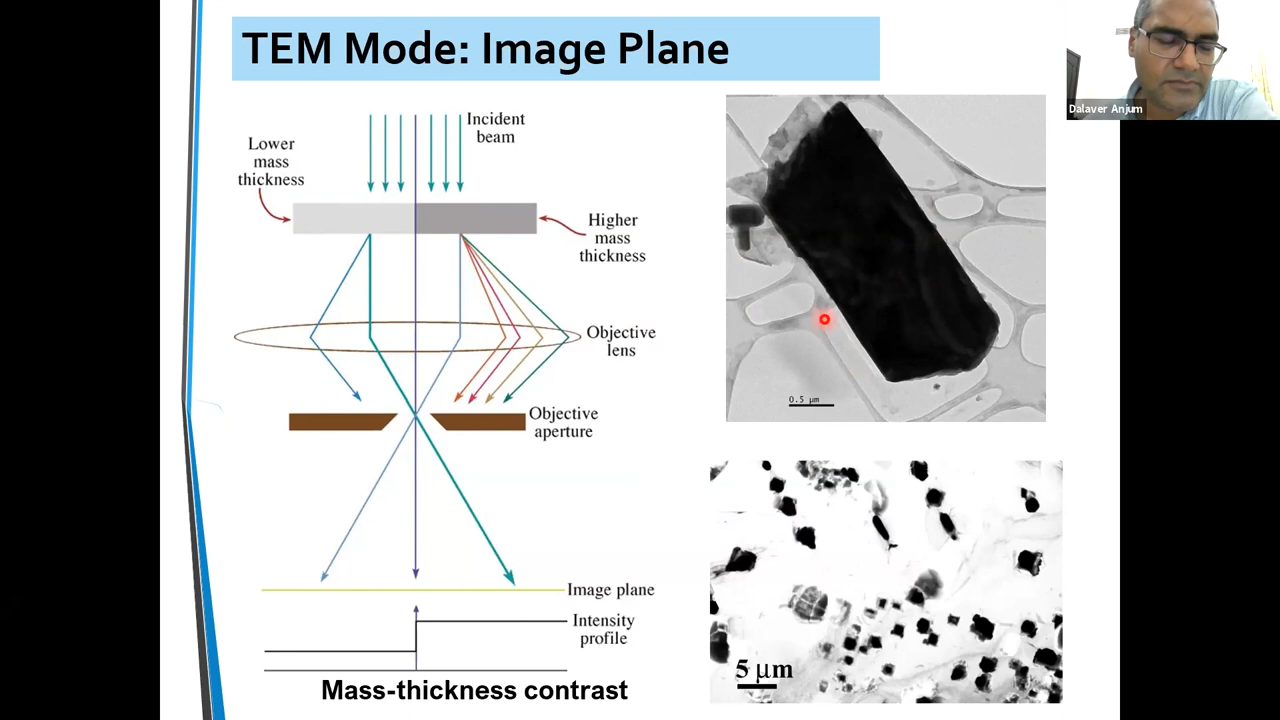 TEM Mode: Image Plane
Dalaver Anjum
Incident
beam
Lower
mass
thickness
Higher
mass
thickness
Objective
lens
Objective
aperture
Image plane
Intensity
profile
Mass-thickness contrast
0.5 µm
5 µm